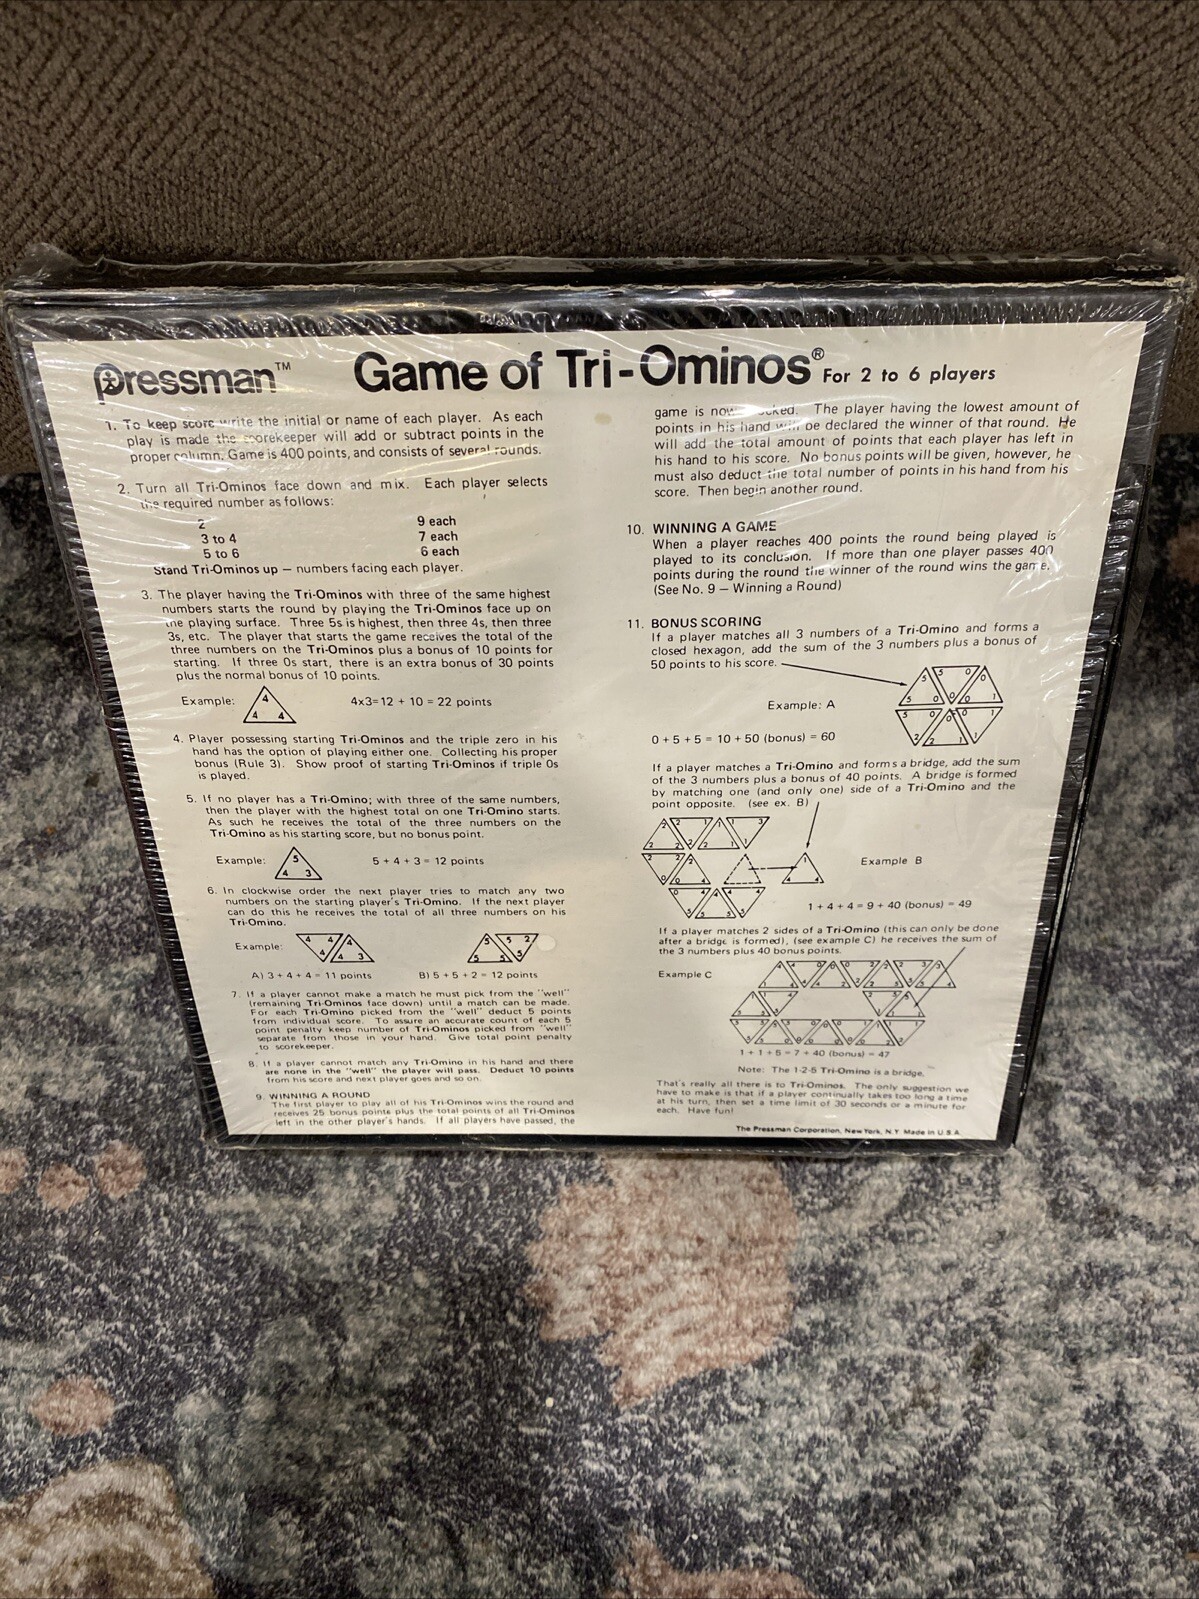 Pressman™ Game of Tri-Ominos® For 2 to 6 players
1. To keep score write the initial or name of each player. As each
play is made the scorekeeper will add or subtract points in the
proper column. Game is 400 points, and consists of several rounds.
2. Turn all Tri-Ominos face down and mix. Each player selects
the required number as follows:
2 9 each
3 to 4 7 each
5 to 6 6 each
Stand Tri-Ominos up — numbers facing each player.
3. The player having the Tri-Ominos with three of the same highest
numbers starts the round by playing the Tri-Ominos face up on
the playing surface. Three 5s is highest, then three 4s, then three
3s, etc. The player that starts the game receives the total of the
three numbers on the Tri-Ominos plus a bonus of 10 points for
starting. If three 0s start, there is an extra bonus of 30 points
plus the normal bonus of 10 points.
Example: 4 4 4 4x3=12 + 10 = 22 points
4. Player possessing starting Tri-Ominos and the triple zero in his
hand has the option of playing either one. Collecting his proper
bonus (Rule 3). Show proof of starting Tri-Ominos if triple 0s
is played.
5. If no player has a Tri-Omino; with three of the same numbers,
then the player with the highest total on one Tri-Omino starts.
As such he receives the total of the three numbers on the
Tri-Omino as his starting score, but no bonus point.
Example: 5 4 3 5 + 4 + 3 = 12 points
6. In clockwise order the next player tries to match any two
numbers on the starting player's Tri-Omino. If the next player
can do this he receives the total of all three numbers on his
Tri-Omino.
Example: 4 4 4 4 4 3 5 5 5 5 2 5
A) 3 + 4 + 4 = 11 points B) 5 + 5 + 2 = 12 points
7. If a player cannot make a match he must pick from the "well"
(remaining Tri-Ominos face down) until a match can be made.
For each Tri-Omino picked from the "well" deduct 5 points
from individual score. To assure an accurate count of each 5
point penalty keep number of Tri-Ominos picked from "well"
separate from those in your hand. Give total point penalty
to scorekeeper.
8. If a player cannot match any Tri-Omino in his hand and there
are none in the "well" the player will pass. Deduct 10 points
from his score and next player goes and so on.
9. WINNING A ROUND
The first player to play all of his Tri-Ominos wins the round and
receives 25 bonus points plus the total points of all Tri-Ominos
left in the other player's hands. If all players have passed, the
game is now The player having the lowest amount of
points in his hand will be declared the winner of that round. He
will add the total amount of points that each player has left in
his hand to his score. No bonus points will be given, however, he
must also deduct the total number of points in his hand from his
score. Then begin another round.
10. WINNING A GAME
When a player reaches 400 points the round being played is
played to its conclusion. If more than one player passes 400
points during the round the winner of the round wins the game.
(See No. 9 — Winning a Round)
11. BONUS SCORING
If a player matches all 3 numbers of a Tri-Omino and forms a
closed hexagon, add the sum of the 3 numbers plus a bonus of
50 points to his score.
Example: A
0 + 5 + 5 = 10 + 50 (bonus) = 60
If a player matches a Tri-Omino and forms a bridge, add the sum
of the 3 numbers plus a bonus of 40 points. A bridge is formed
by matching one (and only one) side of a Tri-Omino and the
point opposite. (see ex. B)
Example B
1 + 4 + 4 = 9 + 40 (bonus) = 49
If a player matches 2 sides of a Tri-Omino (this can only be done
after a bridge is formed), (see example C) he receives the sum of
the 3 numbers plus 40 bonus points.
Example C
1 + 1 + 5 = 7 + 40 (bonus) = 47
Note: The 1-2-5 Tri-Omino is a bridge.
That's really all there is to Tri-Ominos. The only suggestion we
have to make is that if a player continually takes too long a time
at his turn, then set a time limit of 30 seconds or a minute for
each. Have fun!
The Pressman Corporation, New York, N.Y. Made in U.S.A.